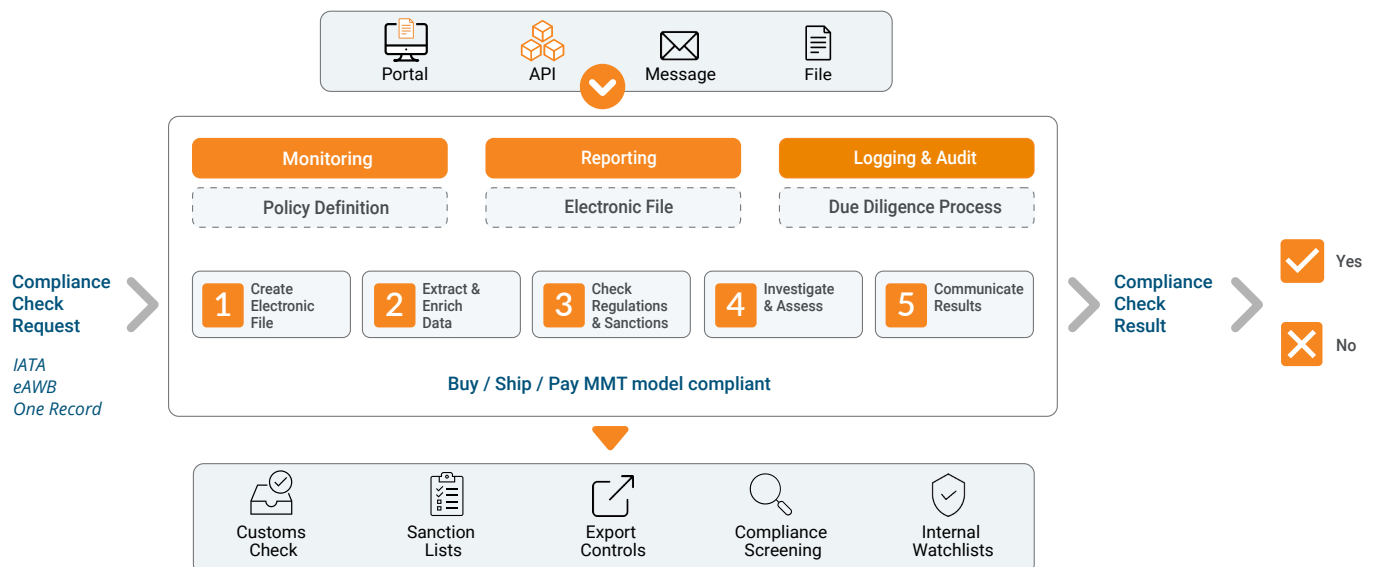 Portal
API
Message
File
Monitoring
Reporting
Logging & Audit
Policy Definition
Electronic File
Due Diligence Process
Compliance
Check
Request
IATA
eAWB
One Record
1
Create
Electronic
File
2
Extract &
Enrich
Data
3
Check
Regulations
& Sanctions
4
Investigate
& Assess
5
Communicate
Results
Buy / Ship / Pay MMT model compliant
Compliance
Check
Result
Yes
No
Customs
Check
Sanction
Lists
Export
Controls
Compliance
Screening
Internal
Watchlists